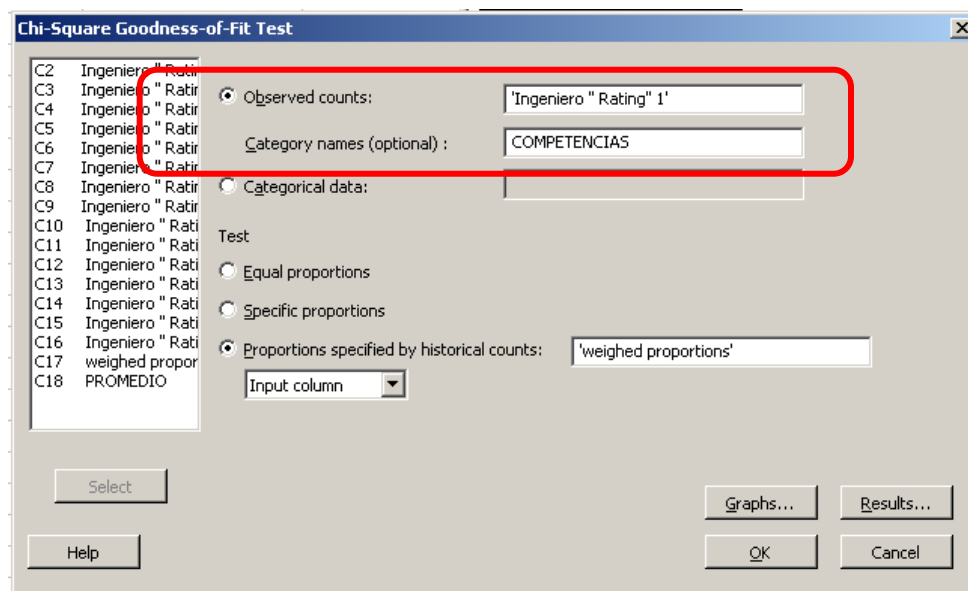 Chi-Square Goodness-of-Fit Test
C2 Ingeniero " Ratir
C3 Ingeniero " Ratir
C4 Ingeniero " Ratir
C5 Ingeniero " Ratir
C6 Ingeniero " Ratir
C7 Ingeniero " Ratir
C8 Ingeniero " Ratir
C9 Ingeniero " Ratir
C10 Ingeniero " Rati
C11 Ingeniero " Rati
C12 Ingeniero " Rati
C13 Ingeniero " Rati
C14 Ingeniero " Rati
C15 Ingeniero " Rati
C16 Ingeniero " Rati
C17 weighed propor
C18 PROMEDIO
Observed counts: 'Ingeniero " Rating" 1'
Category names (optional) : COMPETENCIAS
Categorical data:
Test
Equal proportions
Specific proportions
Proportions specified by historical counts: 'weighed proportions'
Input column
Select
Graphs... Results...
Help OK Cancel